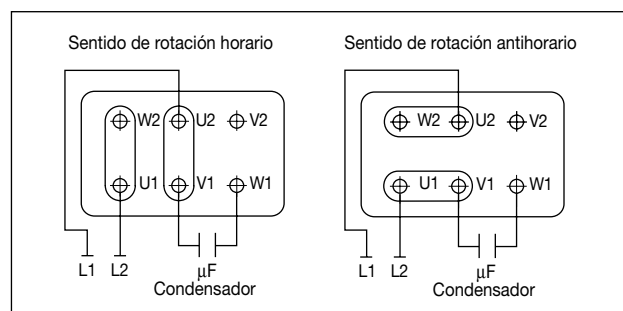 Sentido de rotación horario
W2 U2 V2
U1 V1 W1
L1 L2
µF
Condensador
Sentido de rotación antihorario
W2 U2 V2
U1 V1 W1
L1 L2
µF
Condensador